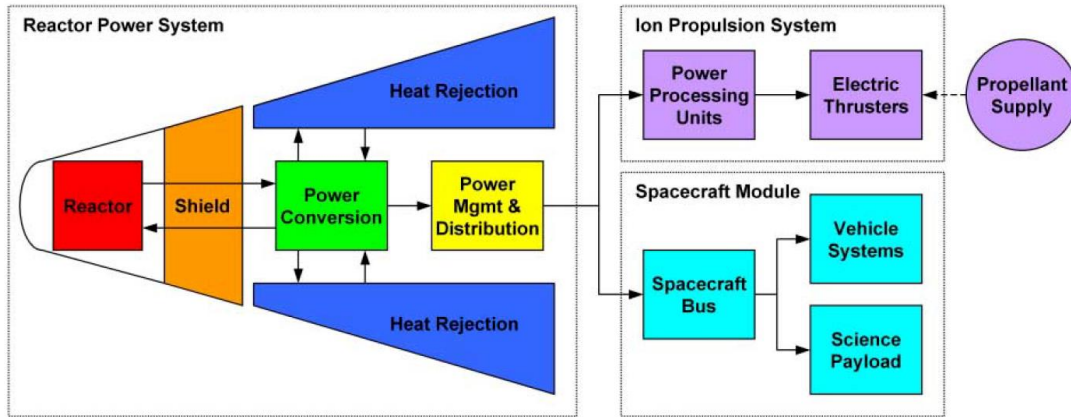 Reactor Power System
Heat Rejection
Reactor
Shield
Power
Conversion
Power
Mgmt &
Distribution
Heat Rejection
Ion Propulsion System
Power
Processing
Units
Electric
Thrusters
Propellant
Supply
Spacecraft Module
Spacecraft
Bus
Vehicle
Systems
Science
Payload